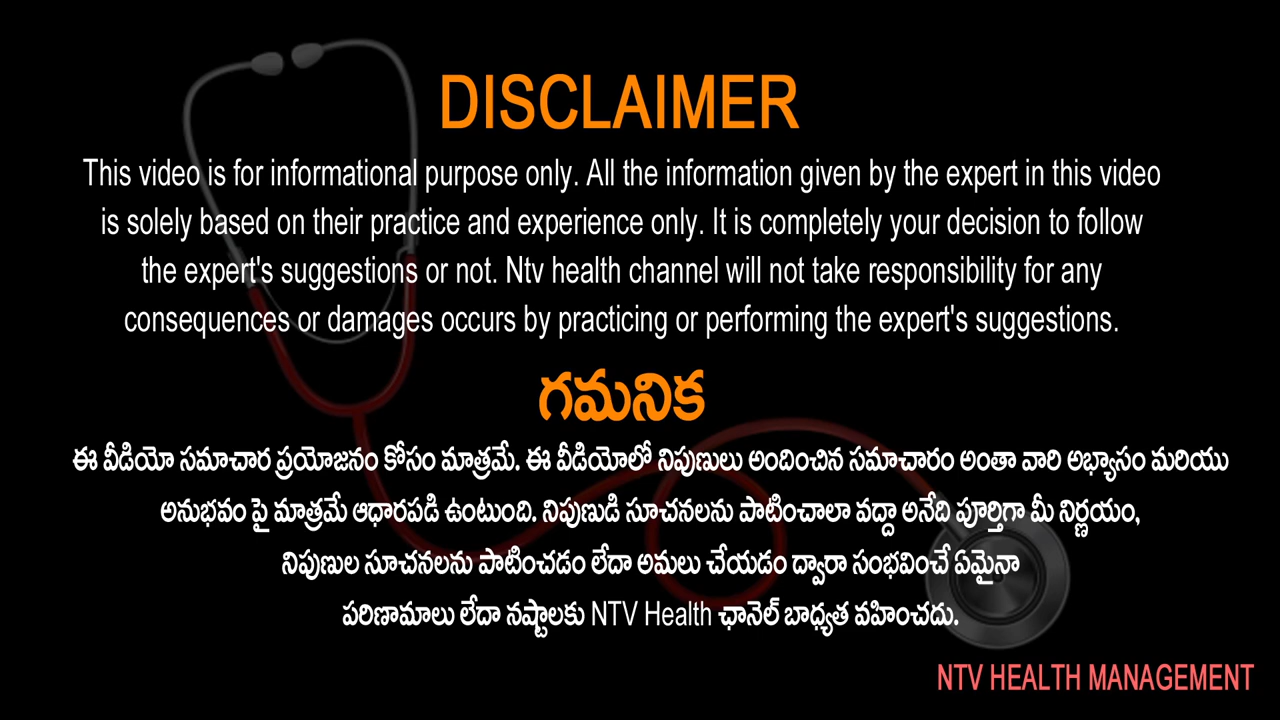 DISCLAIMER
This video is for informational purpose only. All the information given by the expert in this video
is solely based on their practice and experience only. It is completely your decision to follow
the expert's suggestions or not. Ntv health channel will not take responsibility for any
consequences or damages occurs by practicing or performing the expert's suggestions.
గమనిక
ఈ వీడియో సమాచార ప్రయోజనం కోసం మాత్రమే. ఈ వీడియోలో నిపుణులు అందించిన సమాచారం అంతా వారి అభ్యాసం మరియు
అనుభవం పై మాత్రమే ఆధారపడి ఉంటుంది. నిపుణుడి సూచనలను పాటించాలా వద్దా అనేది పూర్తిగా మీ నిర్ణయం,
నిపుణుల సూచనలను పాటించడం లేదా అమలు చేయడం ద్వారా సంభవించే ఏమైనా
పరిణామాలు లేదా నష్టాలకు NTV Health ఛానెల్ బాధ్యత వహించదు.
NTV HEALTH MANAGEMENT